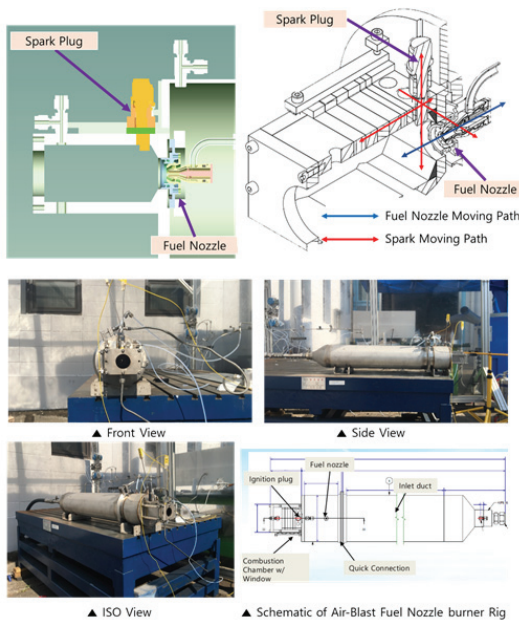 Spark Plug
Fuel Nozzle
Spark Plug
Fuel Nozzle
Fuel Nozzle Moving Path
Spark Moving Path
▲ Front View
▲ Side View
▲ ISO View
Fuel nozzle
Ignition plug
Inlet duct
Combustion
Chamber w/
Window
Quick Connection
▲ Schematic of Air-Blast Fuel Nozzle burner Rig